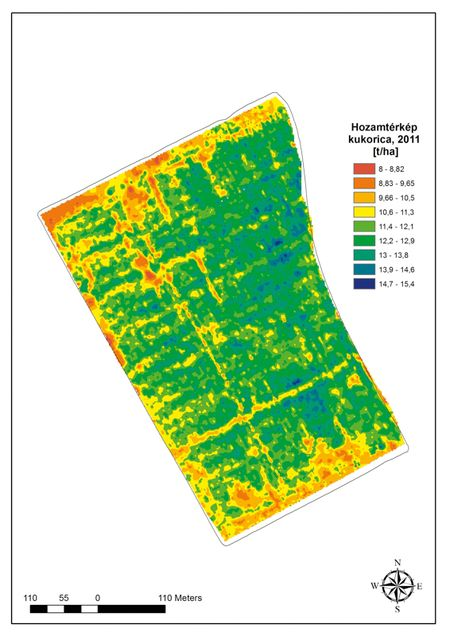 Hozamtérkép
kukorica, 2011
[t/ha]
8 - 8,82
8,83 - 9,65
9,66 - 10,5
10,6 - 11,3
11,4 - 12,1
12,2 - 12,9
13 - 13,8
13,9 - 14,6
14,7 - 15,4
N
W E
S
110 55 0 110 Meters